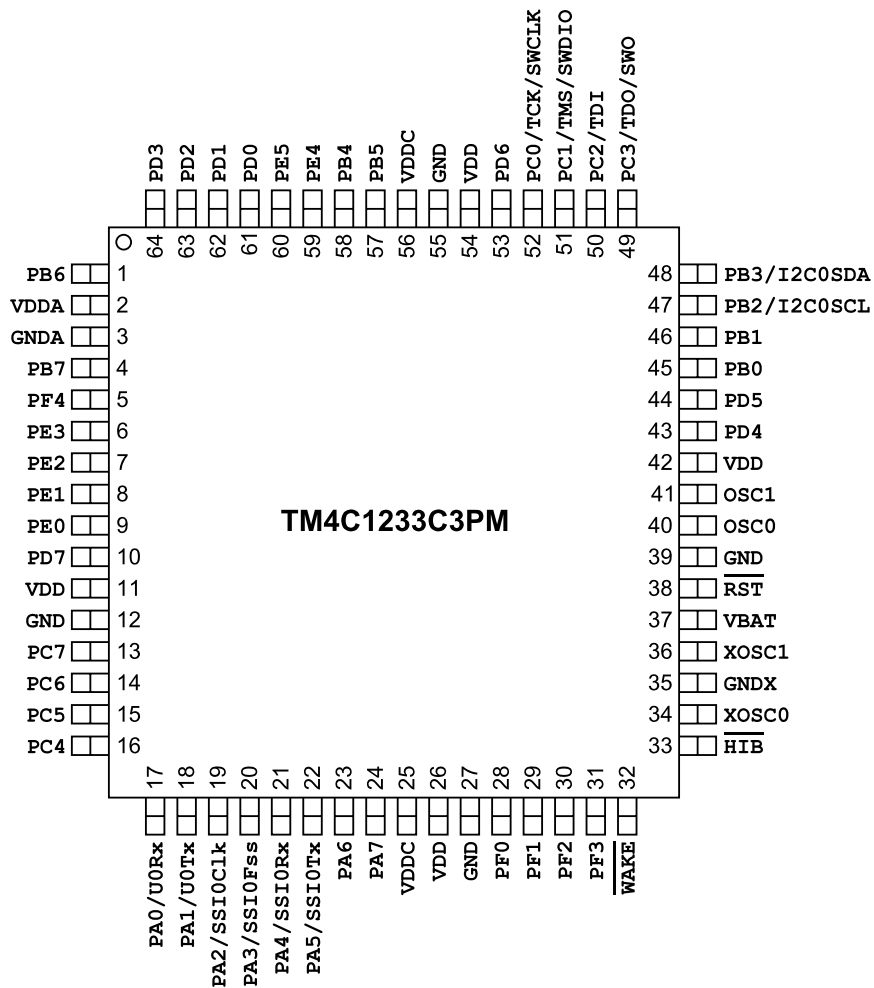 PD3 PD2 PD1 PD0 PE5 PE4 PB4 PB5 VDDC GND VDD PD6 PC0/TCK/SWCLK PC1/TMS/SWDIO PC2/TDI PC3/TDO/SWO
64 63 62 61 60 59 58 57 56 55 54 53 52 51 50 49
PB6 1 48 PB3/I2C0SDA
VDDA 2 47 PB2/I2C0SCL
GNDA 3 46 PB1
PB7 4 45 PB0
PF4 5 44 PD5
PE3 6 43 PD4
PE2 7 42 VDD
PE1 8 41 OSC1
TM4C1233C3PM
PE0 9 40 OSC0
PD7 10 39 GND
VDD 11 38 RST
GND 12 37 VBAT
PC7 13 36 XOSC1
PC6 14 35 GNDX
PC5 15 34 XOSC0
PC4 16 33 HIB
17 18 19 20 21 22 23 24 25 26 27 28 29 30 31 32
PA0/U0Rx PA1/U0Tx PA2/SSI0Clk PA3/SSI0Fss PA4/SSI0Rx PA5/SSI0Tx PA6 PA7 VDDC VDD GND PF0 PF1 PF2 PF3 WAKE